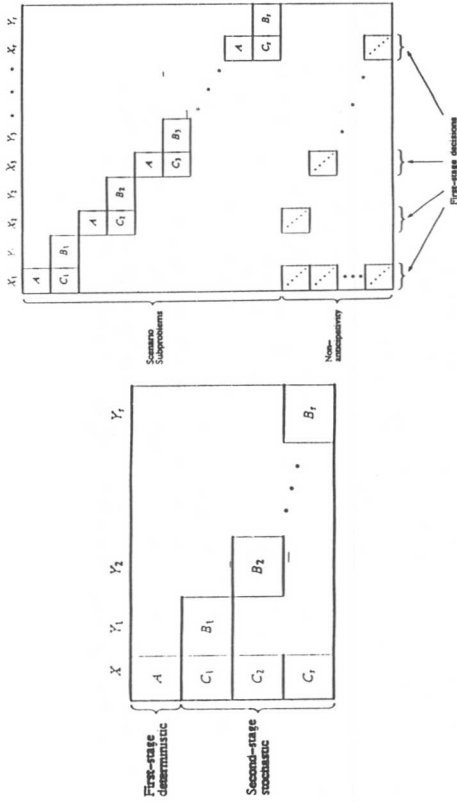 X Y₁ Y₂ Yₜ
First-stage
deterministic
A
C₁ B₁
C₂ B₂
Cₜ Bₜ
Second-stage
stochastic
X₁ Y X₂ Y₂ X₃ Y₃ • • • Xₜ Yₜ
A
C₁ B₁
A
C₂ B₂
A
C₃ B₃
A
Cₜ Bₜ
Scenario
Subproblems
Non-
anticipativity
First-stage decisions